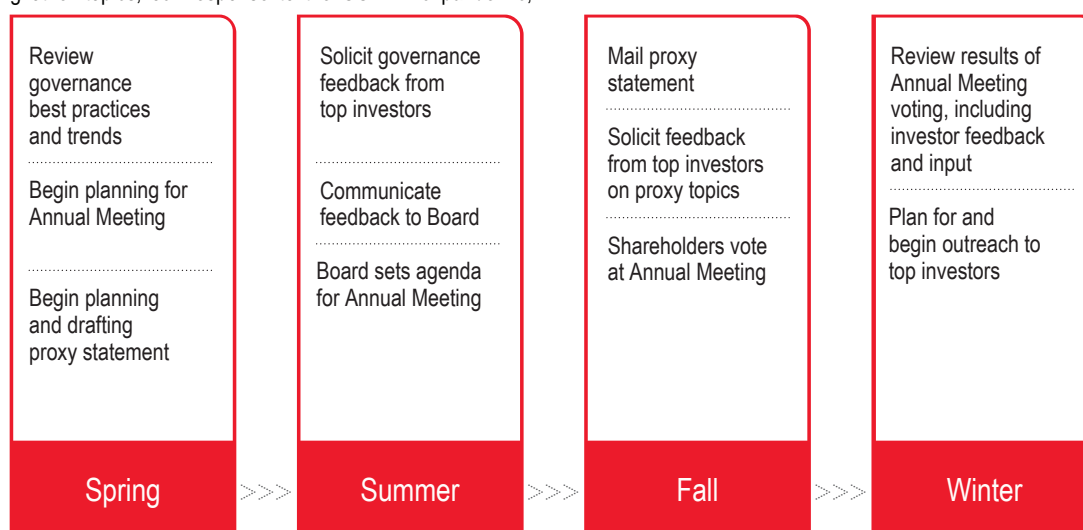 Review
governance
best practices
and trends
Begin planning for
Annual Meeting
Begin planning
and drafting
proxy statement
Spring
>>>
Solicit governance
feedback from
top investors
Communicate
feedback to Board
Board sets agenda
for Annual Meeting
Summer
>>>
Mail proxy
statement
Solicit feedback
from top investors
on proxy topics
Shareholders vote
at Annual Meeting
Fall
>>>
Review results of
Annual Meeting
voting, including
investor feedback
and input
Plan for and
begin outreach to
top investors
Winter